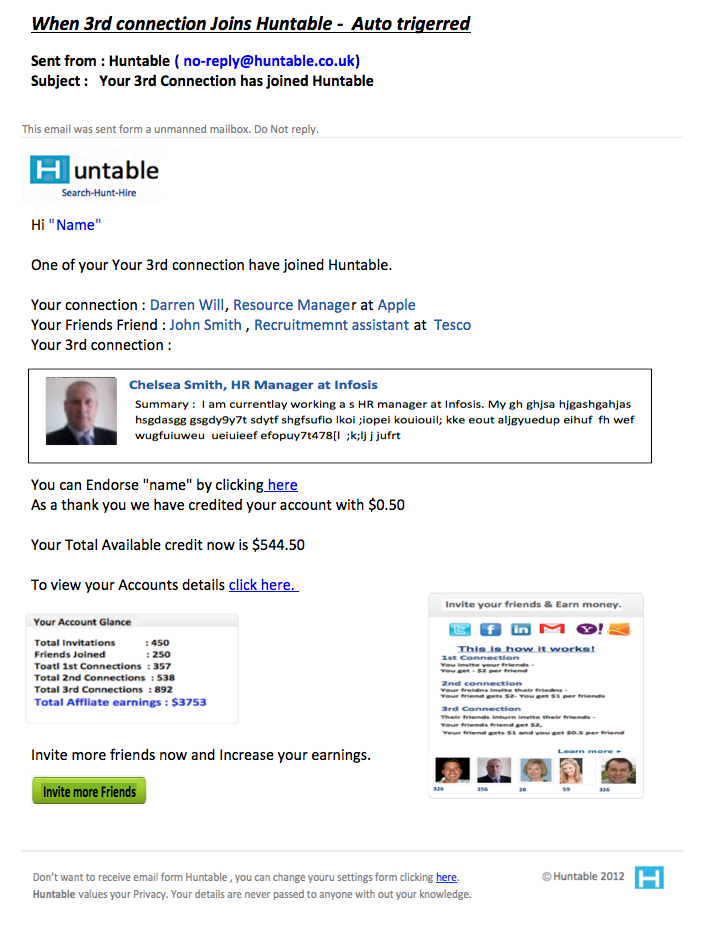 When 3rd connection Joins Huntable - Auto trigerred
Sent from : Huntable ( no-reply@huntable.co.uk)
Subject : Your 3rd Connection has joined Huntable
This email was sent form a unmanned mailbox. Do Not reply.
Huntable
Search-Hunt-Hire
Hi "Name"
One of your Your 3rd connection have joined Huntable.
Your connection : Darren Will, Resource Manager at Apple
Your Friends Friend : John Smith , Recruitmemnt assistant at Tesco
Your 3rd connection :
Chelsea Smith, HR Manager at Infosis
Summary : I am currentlay working a s HR manager at Infosis. My gh ghjsa hjgashgahjas
hsgdasgg gsgdy9y7t sdytf shgfsufio lkoi ;iopei kouiouil; kke eout aljgyuedup eihuf fh wef
wugfuiuweu ueiuieef efopuy7t478[l ;k;lj j jufrt
You can Endorse "name" by clicking here
As a thank you we have credited your account with $0.50
Your Total Available credit now is $544.50
To view your Accounts details click here.
Your Account Glance
Total Invitations : 450
Friends Joined : 250
Toatl 1st Connections : 357
Total 2nd Connections : 538
Total 3rd Connections : 892
Total Affliate earnings : $3753
Invite your friends & Earn money.
This is how it works!
1st Connection
You invite your friends -
You get - $2 per friend
2nd connection
Your freidns invite their friedns -
Your friend gets $2- You get $1 per friends
3rd Connection
Their friends inturn invite their friends -
Your friends friend get $2,
Your friend gets $1 and you get $0.5 per friend
Learn more ►
326 256 28 59 326
Invite more friends now and Increase your earnings.
Invite more Friends
Don't want to receive email form Huntable , you can change youru settings form clicking here.
Huntable values your Privacy. Your details are never passed to anyone with out your knowledge.
© Huntable 2012 H